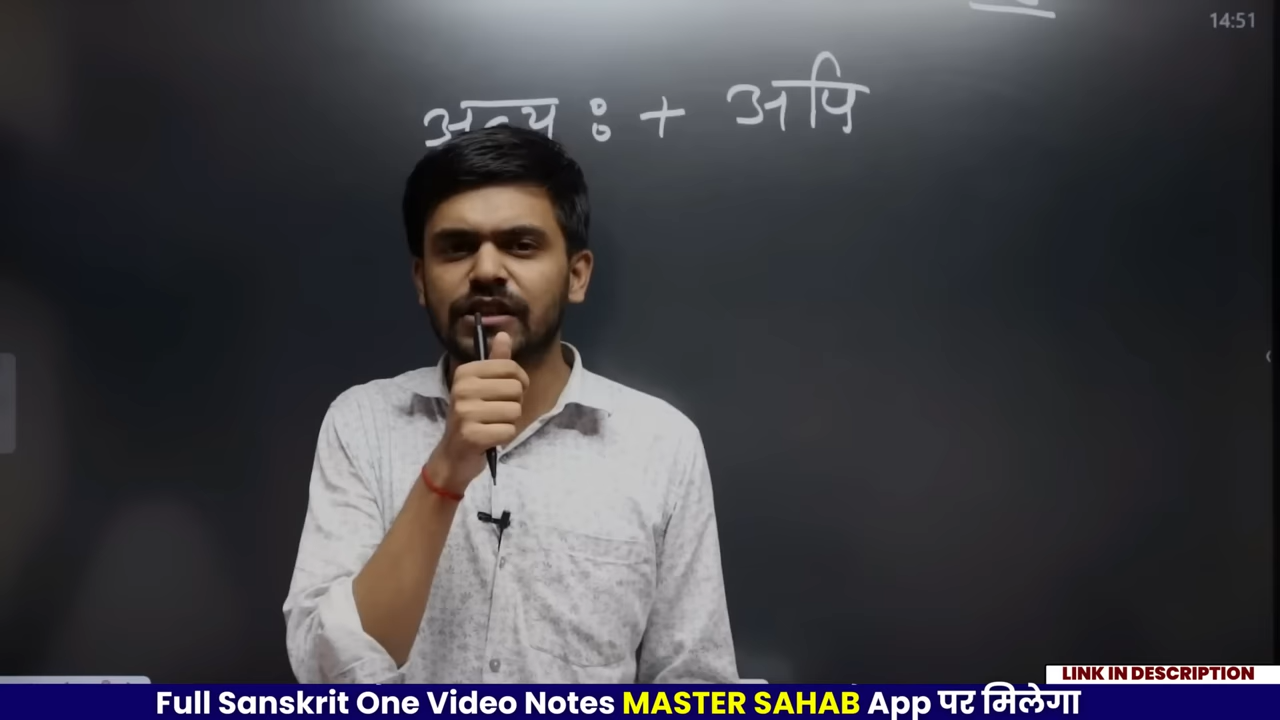 14:51
अन्यः + अपि
LINK IN DESCRIPTION
Full Sanskrit One Video Notes MASTER SAHAB App पर मिलेगा